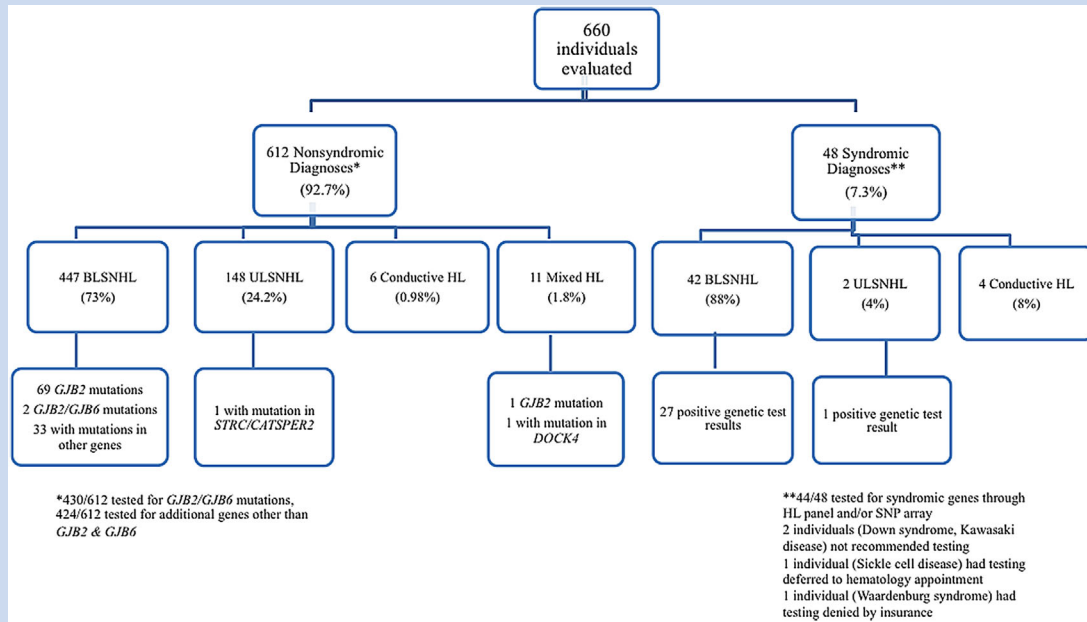 660
individuals
evaluated
612 Nonsyndromic
Diagnoses*
(92.7%)
48 Syndromic
Diagnoses**
(7.3%)
447 BLSNHL
(73%)
148 ULSNHL
(24.2%)
6 Conductive HL
(0.98%)
11 Mixed HL
(1.8%)
42 BLSNHL
(88%)
2 ULSNHL
(4%)
4 Conductive HL
(8%)
69 GJB2 mutations
2 GJB2/GJB6 mutations
33 with mutations in
other genes
1 with mutation in
STRC/CATSPER2
1 GJB2 mutation
1 with mutation in
DOCK4
27 positive genetic test
results
1 positive genetic test
result
*430/612 tested for GJB2/GJB6 mutations,
424/612 tested for additional genes other than
GJB2 & GJB6
**44/48 tested for syndromic genes through
HL panel and/or SNP array
2 individuals (Down syndrome, Kawasaki
disease) not recommended testing
1 individual (Sickle cell disease) had testing
deferred to hematology appointment
1 individual (Waardenburg syndrome) had
testing denied by insurance